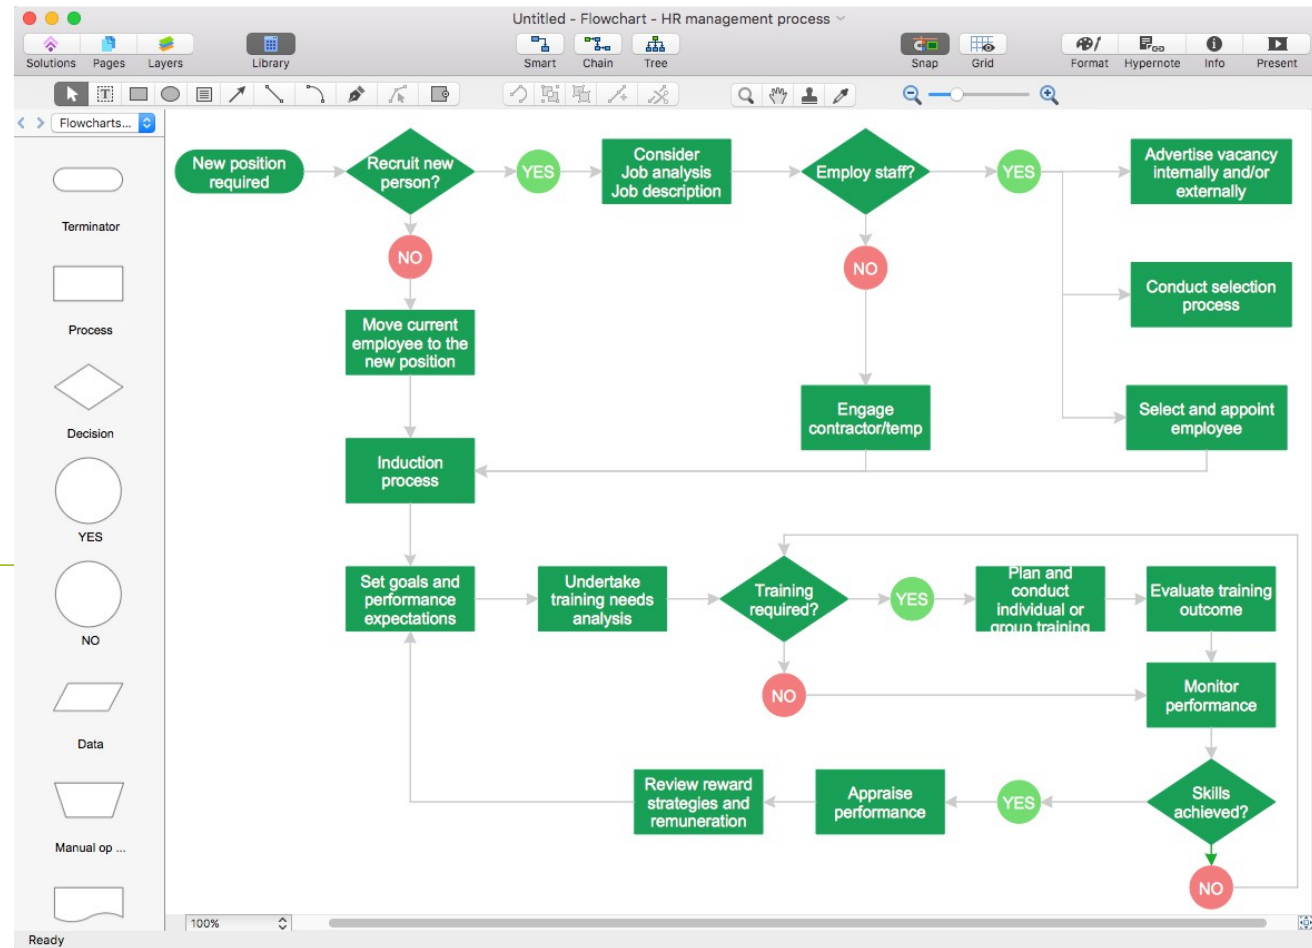 Untitled - Flowchart - HR management process
Solutions
Pages
Layers
Library
Smart
Chain
Tree
Snap
Grid
Format
Hypernote
Info
Present
Flowcharts...
Terminator
Process
Decision
YES
NO
Data
Manual op ...
New position
required
Recruit new
person?
YES
Consider
Job analysis
Job description
Employ staff?
YES
Advertise vacancy
internally and/or
externally
NO
NO
Conduct selection
process
Move current
employee to the
new position
Engage
contractor/temp
Select and appoint
employee
Induction
process
Set goals and
performance
expectations
Undertake
training needs
analysis
Training
required?
YES
Plan and
conduct
individual or
group training
Evaluate training
outcome
NO
Monitor
performance
Review reward
strategies and
remuneration
Appraise
performance
YES
Skills
achieved?
NO
100%
Ready